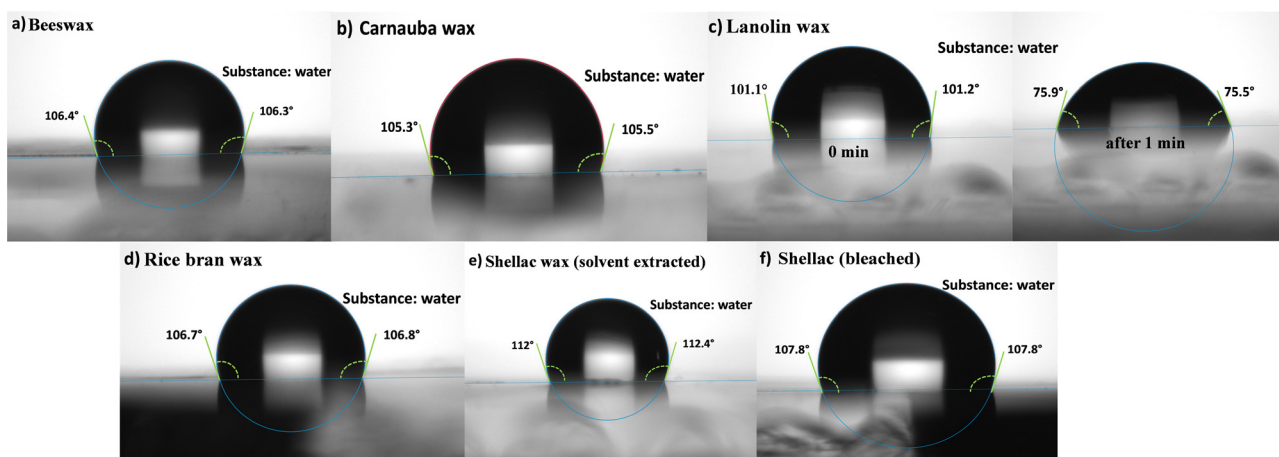 a) Beeswax
Substance: water
106.4°
106.3°
b) Carnauba wax
Substance: water
105.3°
105.5°
c) Lanolin wax
Substance: water
101.1°
101.2°
0 min
75.9°
75.5°
after 1 min
d) Rice bran wax
Substance: water
106.7°
106.8°
e) Shellac wax (solvent extracted)
Substance: water
112°
112.4°
f) Shellac (bleached)
Substance: water
107.8°
107.8°